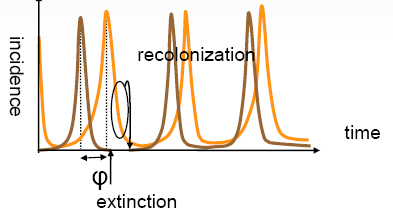 incidence
recolonization
time
φ
extinction